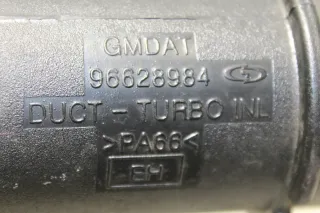 GMDAT
96628984
DUCT - TURBO INL
>PA66<
EH